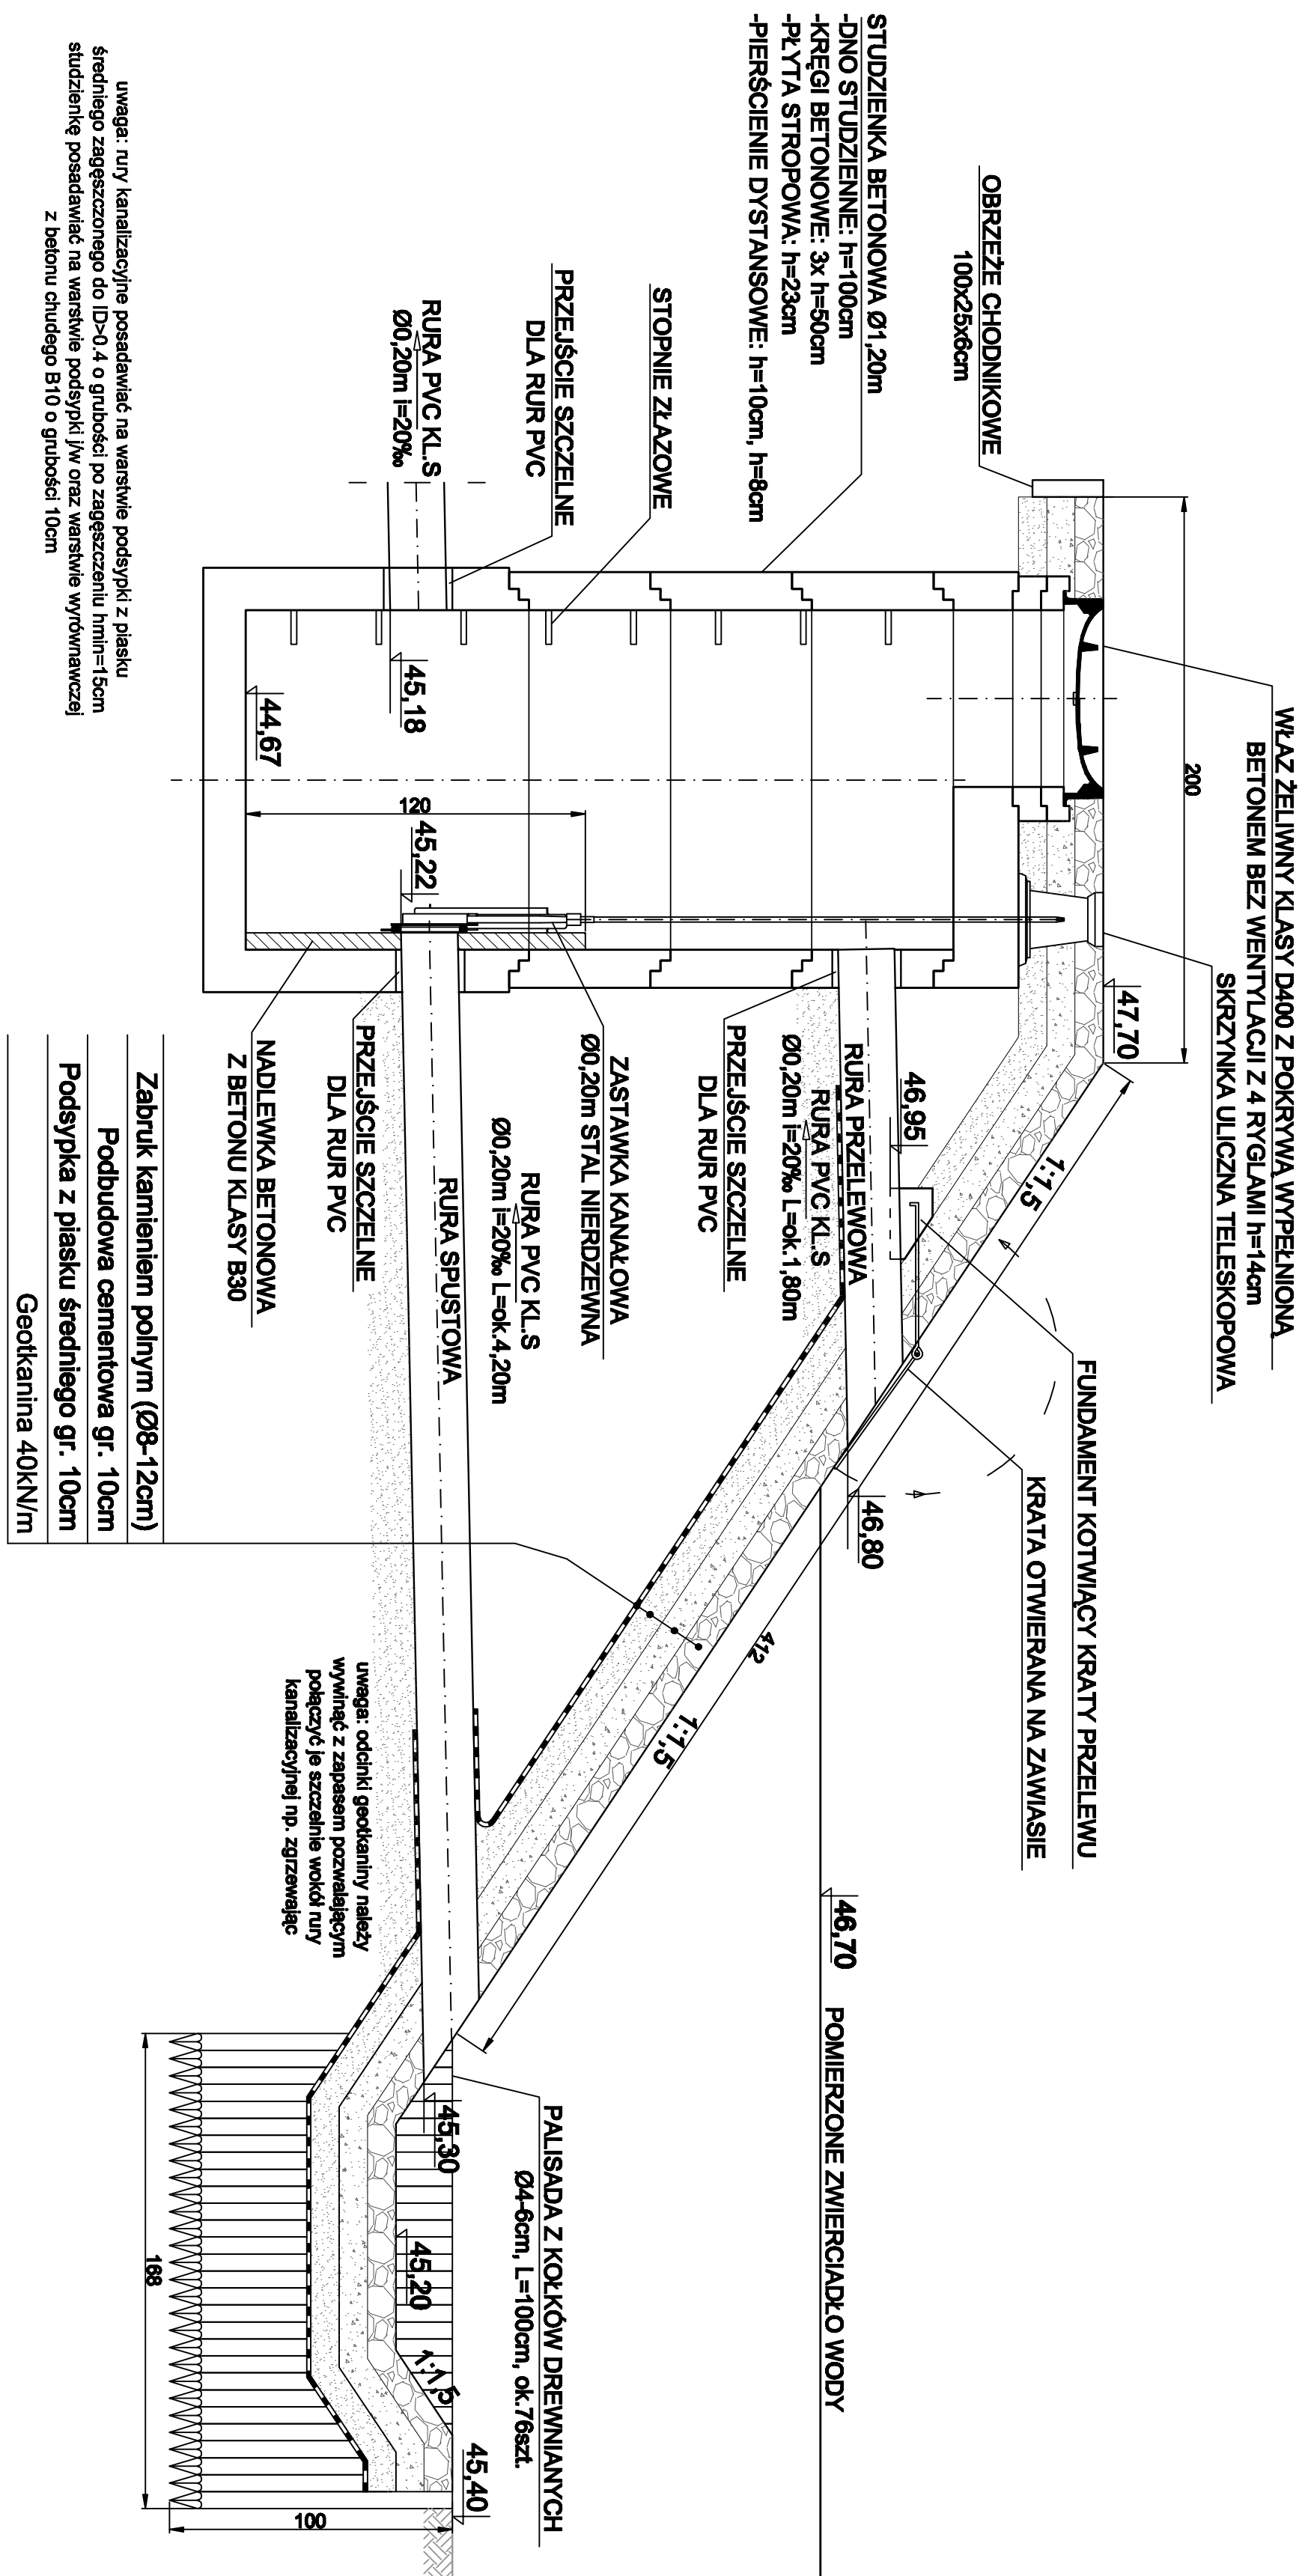 WŁAZ ŻELIWNY KLASY D400 Z POKRYWĄ WYPEŁNIONĄ
BETONEM BEZ WENTYLACJI Z 4 RYGLAMI h=14cm
SKRZYNKA ULICZNA TELESKOPOWA
200
OBRZEŻE CHODNIKOWE
100x25x6cm
47,70
STUDZIENKA BETONOWA Ø1,20m
-DNO STUDZIENNE: h=100cm
-KRĘGI BETONOWE: 3x h=50cm
-PŁYTA STROPOWA: h=23cm
-PIERŚCIENIE DYSTANSOWE: h=10cm, h=8cm
1:1,5
FUNDAMENT KOTWIĄCY KRATY PRZELEWU
KRATA OTWIERANA NA ZAWIASIE
46,95
RURA PRZELEWOWA
RURA PVC KL.S
Ø0,20m i=20‰ L=ok.1,80m
46,80
46,70
POMIERZONE ZWIERCIADŁO WODY
STOPNIE ZŁAZOWE
PRZEJŚCIE SZCZELNE
DLA RUR PVC
412
1:1,5
PRZEJŚCIE SZCZELNE
DLA RUR PVC
ZASTAWKA KANAŁOWA
Ø0,20m STAL NIERDZEWNA
RURA PVC KL.S
Ø0,20m i=20‰ L=ok.4,20m
RURA SPUSTOWA
PALISADA Z KOŁKÓW DREWNIANYCH
Ø4-6cm, L=100cm, ok.76szt.
RURA PVC KL.S
Ø0,20m i=20‰
45,18
120
45,22
45,30
45,20
1:1,5
45,40
44,67
PRZEJŚCIE SZCZELNE
DLA RUR PVC
NADLEWKA BETONOWA
Z BETONU KLASY B30
uwaga: odcinki geotkaniny należy
wywinąć z zapasem pozwalającym
połączyć je szczelnie wokół rury
kanalizacyjnej np. zgrzewając
168
100
Zabruk kamieniem polnym (Ø8-12cm)
Podbudowa cementowa gr. 10cm
Podsypka z piasku średniego gr. 10cm
Geotkanina 40kN/m
uwaga: rury kanalizacyjne posadawiać na warstwie podsypki z piasku
średniego zagęszczonego do ID>0.4 o grubości po zagęszczeniu hmin=15cm
studzienkę posadawiać na warstwie podsypki j/w oraz warstwie wyrównawczej
z betonu chudego B10 o grubości 10cm